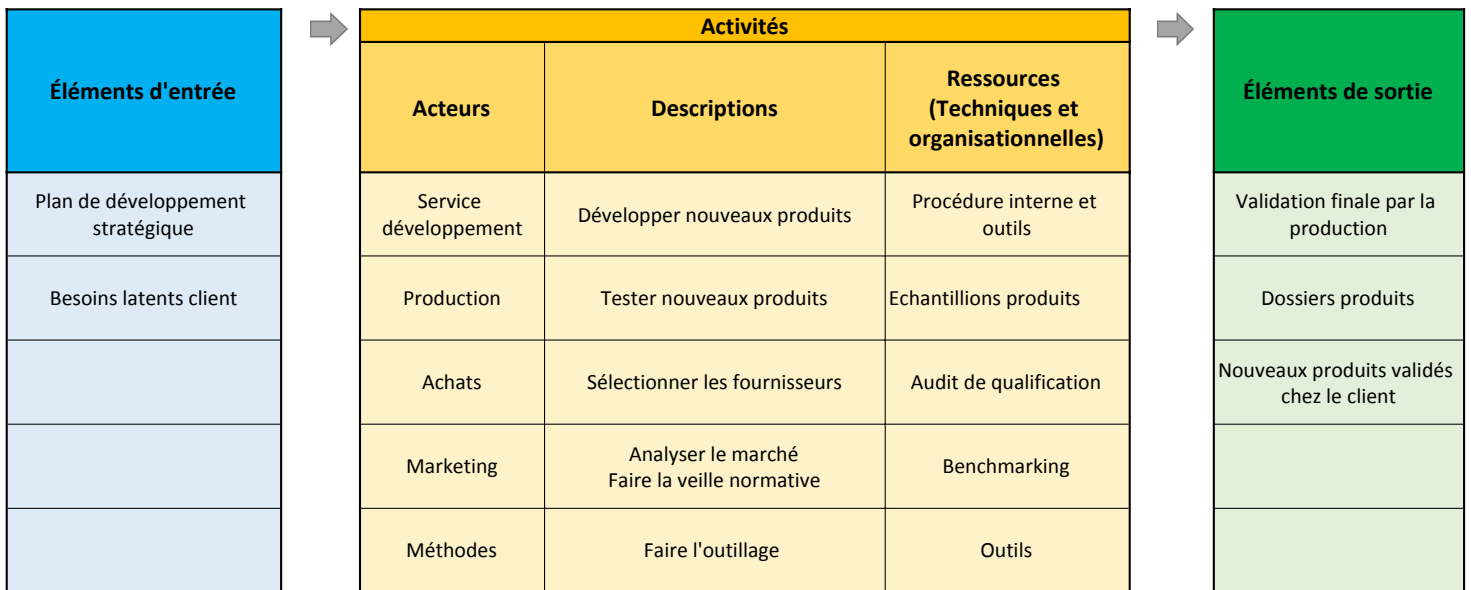 Éléments d'entrée
Activités
Acteurs
Descriptions
Ressources
(Techniques et
organisationnelles)
Éléments de sortie
Plan de développement
stratégique
Service
développement
Développer nouveaux produits
Procédure interne et
outils
Validation finale par la
production
Besoins latents client
Production
Tester nouveaux produits
Echantillions produits
Dossiers produits
Achats
Sélectionner les fournisseurs
Audit de qualification
Nouveaux produits validés
chez le client
Marketing
Analyser le marché
Faire la veille normative
Benchmarking
Méthodes
Faire l'outillage
Outils